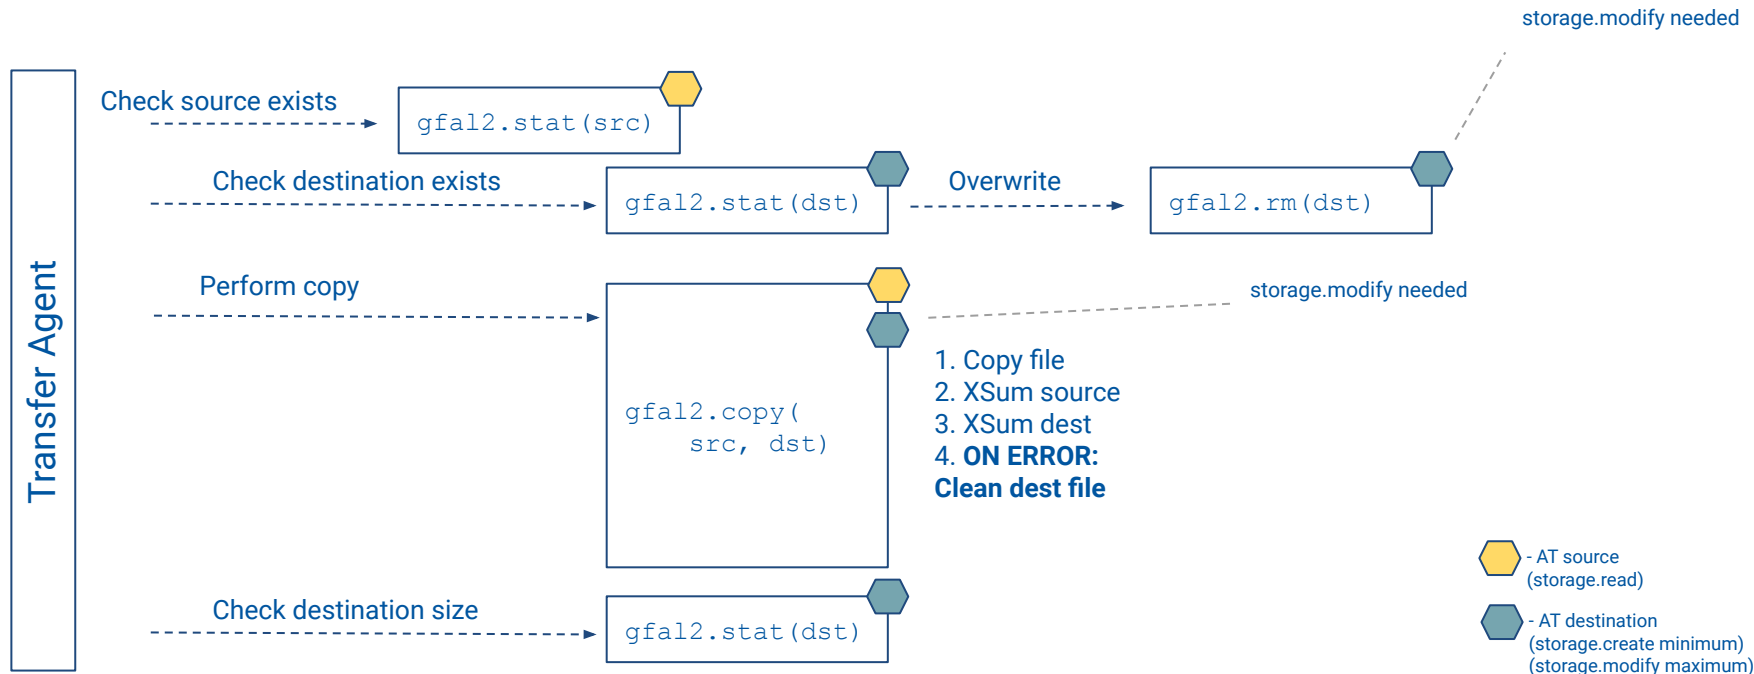 storage.modify needed
Transfer Agent
Check source exists
gfal2.stat(src)
Check destination exists
gfal2.stat(dst)
Overwrite
gfal2.rm(dst)
Perform copy
gfal2.copy(
src, dst)
storage.modify needed
1. Copy file
2. XSum source
3. XSum dest
4. ON ERROR:
Clean dest file
Check destination size
gfal2.stat(dst)
- AT source
(storage.read)
- AT destination
(storage.create minimum)
(storage.modify maximum)